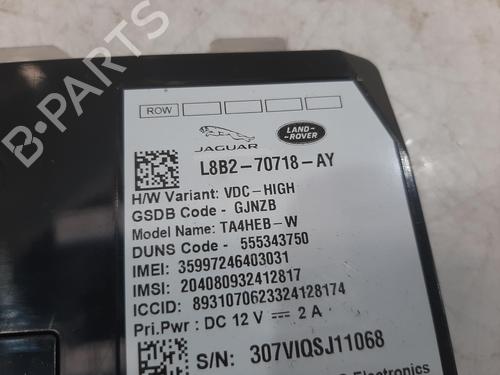 ROW
JAGUAR
LAND-
ROVER
L8B2-70718-AY
H/W Variant: VDC-HIGH
GSDB Code - GJNZB
Model Name: TA4HEB-W
DUNS Code - 555343750
IMEI: 35997246403031
IMSI: 204080932412817
ICCID: 8931070623324128174
Pri.Pwr : DC 12 V ⎓ 2 A
S/N: 307VIQSJ11068
Electronics
B-PARTS